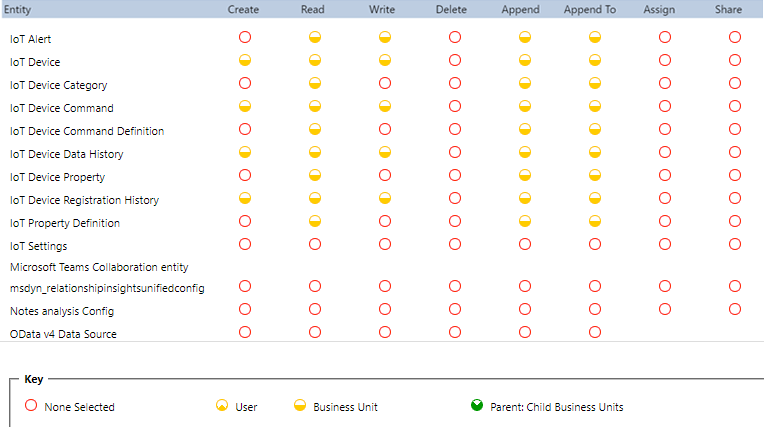 Entity Create Read Write Delete Append Append To Assign Share
IoT Alert
IoT Device
IoT Device Category
IoT Device Command
IoT Device Command Definition
IoT Device Data History
IoT Device Property
IoT Device Registration History
IoT Property Definition
IoT Settings
Microsoft Teams Collaboration entity
msdyn_relationshipinsightsunifiedconfig
Notes analysis Config
OData v4 Data Source
Key
None Selected User Business Unit Parent: Child Business Units